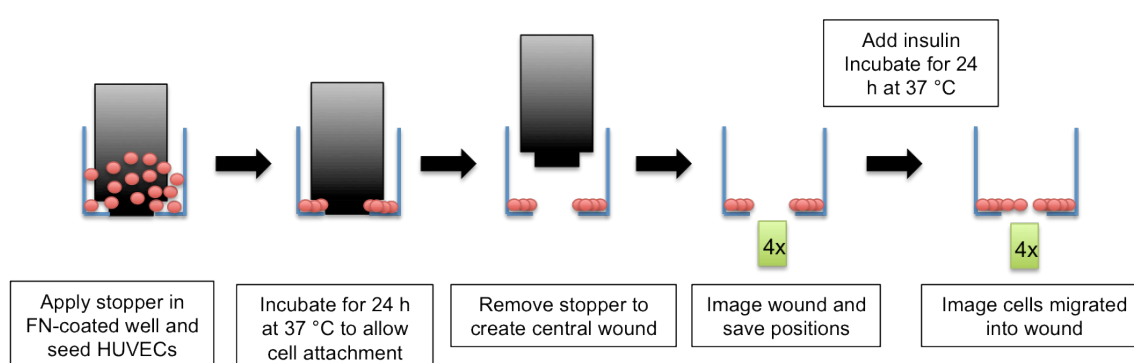 Add insulin
Incubate for 24
h at 37 °C
4x
4x
Apply stopper in
FN-coated well and
seed HUVECs
Incubate for 24 h
at 37 °C to allow
cell attachment
Remove stopper to
create central wound
Image wound and
save positions
Image cells migrated
into wound